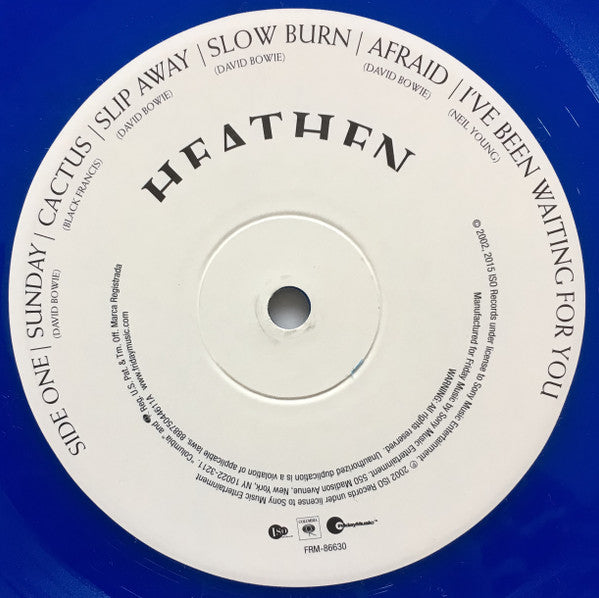 SIDE ONE | SUNDAY | CACTUS | SLIP AWAY | SLOW BURN | AFRAID | I'VE BEEN WAITING FOR YOU
(DAVID BOWIE) (BLACK FRANCIS) (DAVID BOWIE) (DAVID BOWIE) (DAVID BOWIE) (NEIL YOUNG)
HEATHEN
© 2002, 2015 ISO Records under license to Sony Music Entertainment, ℗ 2002 ISO Records under license to Sony Music Entertainment
Manufactured for Friday Music by Sony Music Entertainment, 550 Madison Avenue, New York, NY 10022-3211. "Columbia" and Reg. U.S. Pat. & Tm. Off. Marca Registrada
WARNING: All rights reserved. Unauthorized duplication is a violation of applicable laws. 88875044611A www.fridaymusic.com
ISO
COLUMBIA
fridayMusic™
FRM-86630